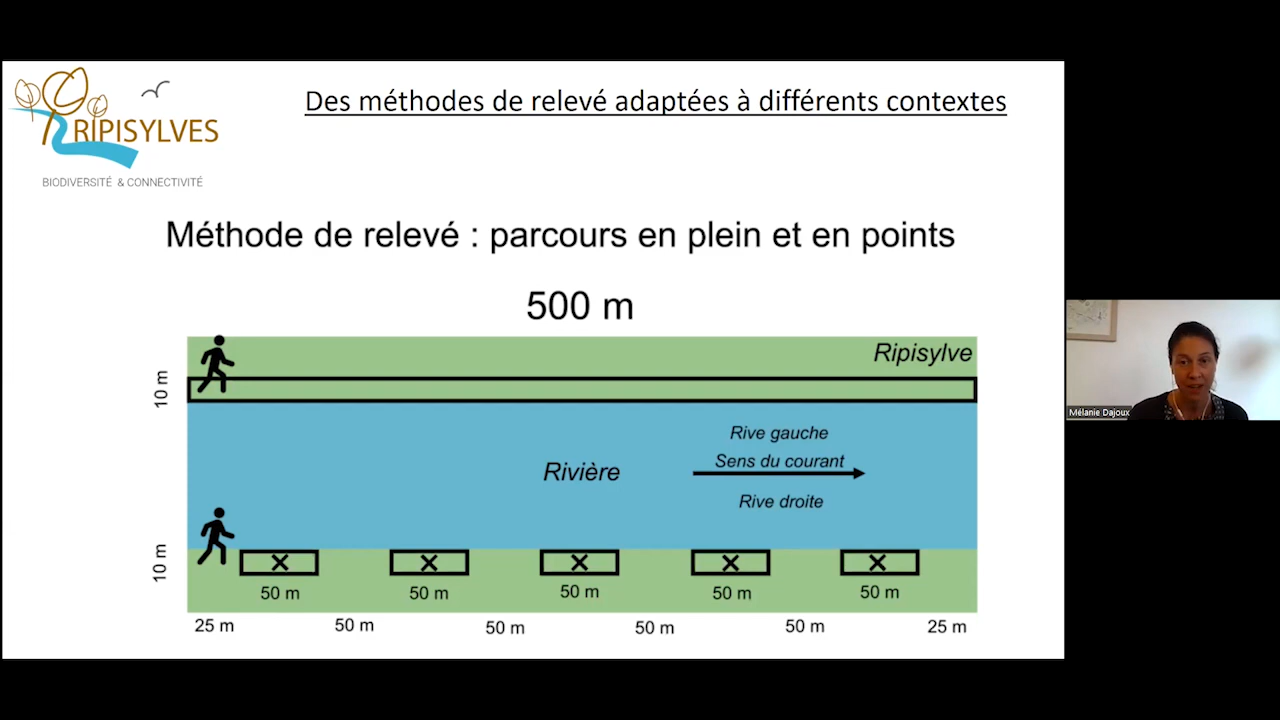 RIPISYLVES
BIODIVERSITÉ & CONNECTIVITÉ
Des méthodes de relevé adaptées à différents contextes
Méthode de relevé : parcours en plein et en points
500 m
Ripisylve
10 m
Rive gauche
Sens du courant
Rivière
Rive droite
10 m
50 m
50 m
50 m
50 m
50 m
25 m
50 m
50 m
50 m
50 m
25 m
Mélanie Dajoux